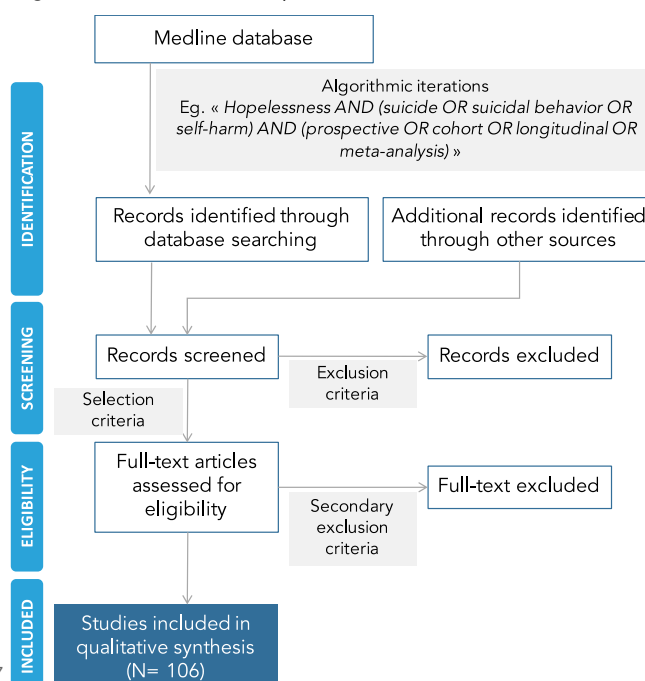 Medline database
Algorithmic iterations
Eg. « Hopelessness AND (suicide OR suicidal behavior OR
self-harm) AND (prospective OR cohort OR longitudinal OR
meta-analysis) »
IDENTIFICATION
Records identified through
database searching
Additional records identified
through other sources
SCREENING
Records screened
Exclusion
criteria
Records excluded
Selection
criteria
ELIGIBILITY
Full-text articles
assessed for
eligibility
Secondary
exclusion
criteria
Full-text excluded
INCLUDED
Studies included in
qualitative synthesis
(N= 106)